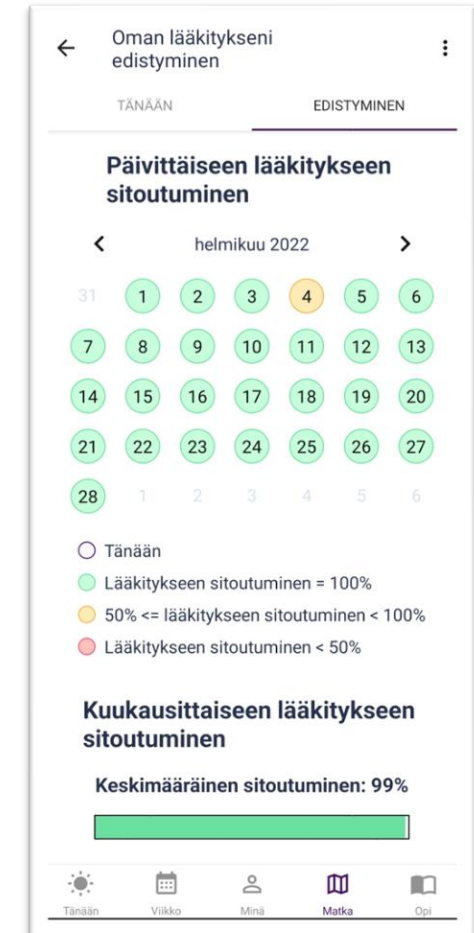 Oman lääkitykseni
edistyminen
TÄNÄÄN EDISTYMINEN
Päivittäiseen lääkitykseen
sitoutuminen
helmikuu 2022
31 1 2 3 4 5 6
7 8 9 10 11 12 13
14 15 16 17 18 19 20
21 22 23 24 25 26 27
28 1 2 3 4 5 6
Tänään
Lääkitykseen sitoutuminen = 100%
50% <= lääkitykseen sitoutuminen < 100%
Lääkitykseen sitoutuminen < 50%
Kuukausittaiseen lääkitykseen
sitoutuminen
Keskimääräinen sitoutuminen: 99%
Tänään Viikko Minä Matka Opi